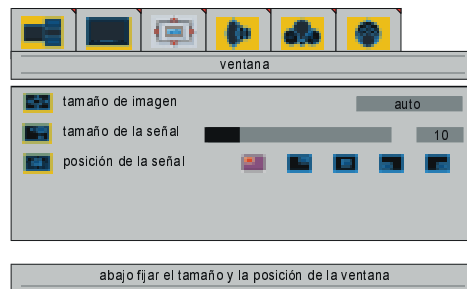 ventana
tamaño de imagen auto
tamaño de la señal 10
posición de la señal
abajo fijar el tamaño y la posición de la ventana